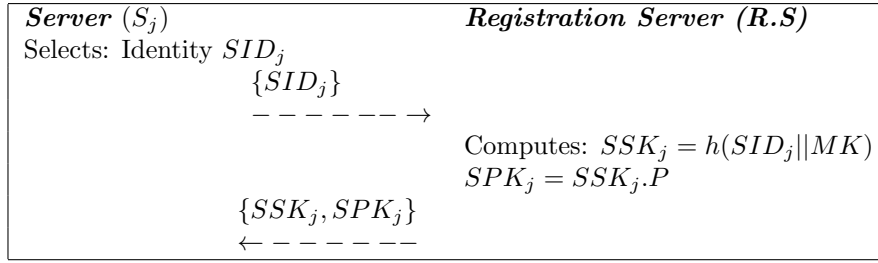 Server (S_j) Registration Server (R.S)
Selects: Identity SID_j
{SID_j}
− − − − − − →
Computes: SSK_j = h(SID_j||MK)
SPK_j = SSK_j.P
{SSK_j, SPK_j}
← − − − − − −